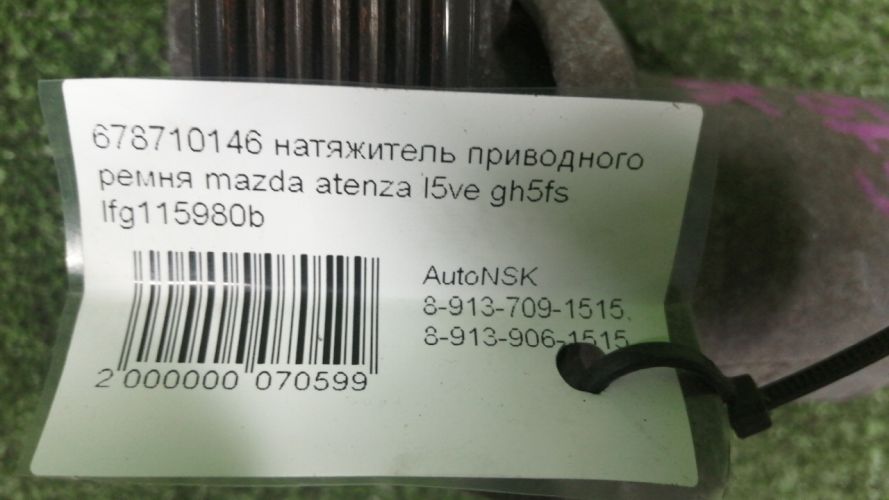 678710146 натяжитель приводного
ремня mazda atenza l5ve gh5fs
lfg115980b
AutoNSK
8-913-709-1515,
8-913-906-1515
2 000000 070599